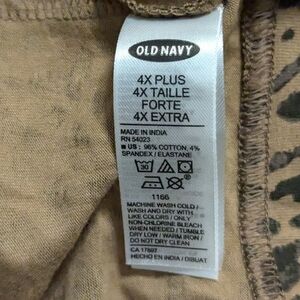 OLD NAVY
4X PLUS
4X TAILLE
FORTE
4X EXTRA
MADE IN INDIA
RN 54023
■ US: 96% COTTON, 4%
SPANDEX / ELASTANE
30
1166
MACHINE WASH COLD /
WASH AND DRY WITH
LIKE COLORS / ONLY
NON-CHLORINE BLEACH
WHEN NEEDED / TUMBLE
DRY LOW / WARM IRON /
DO NOT DRY CLEAN
CA 17897
HECHO EN INDIA / DIBUAT